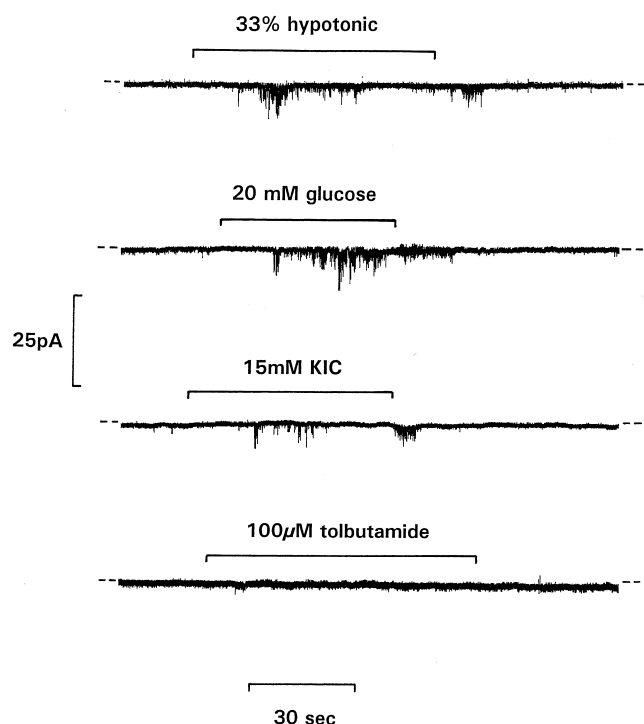 33% hypotonic
20 mM glucose
25pA
15mM KIC
100µM tolbutamide
30 sec